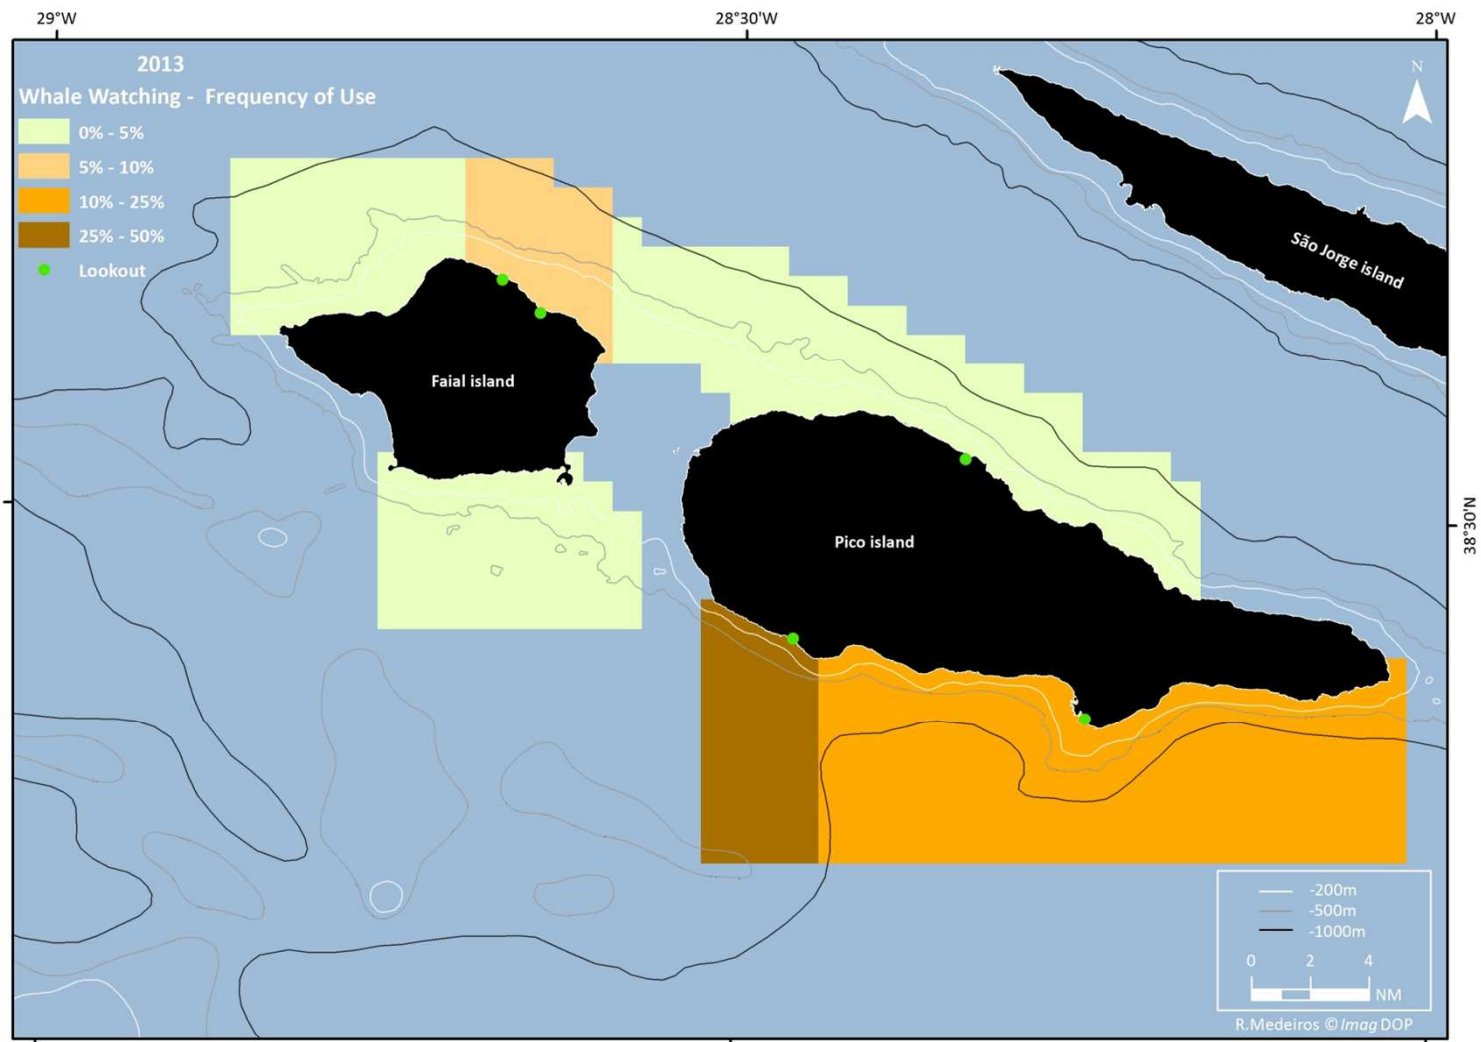 29°W
28°30'W
28°W
2013
Whale Watching - Frequency of Use
0% - 5%
5% - 10%
10% - 25%
25% - 50%
Lookout
N
São Jorge island
Faial island
Pico island
38°30'N
-200m
-500m
-1000m
0 2 4
NM
R.Medeiros © Imag DOP